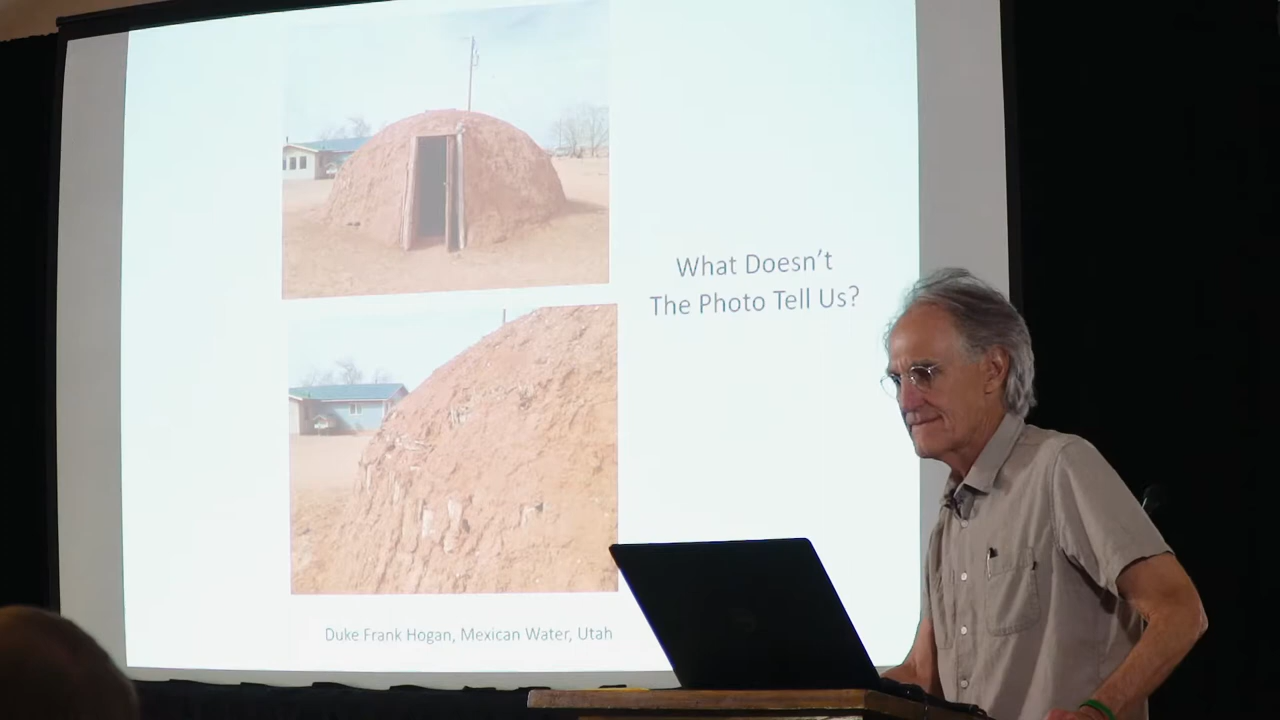 What Doesn't
The Photo Tell Us?
Duke Frank Hogan, Mexican Water, Utah